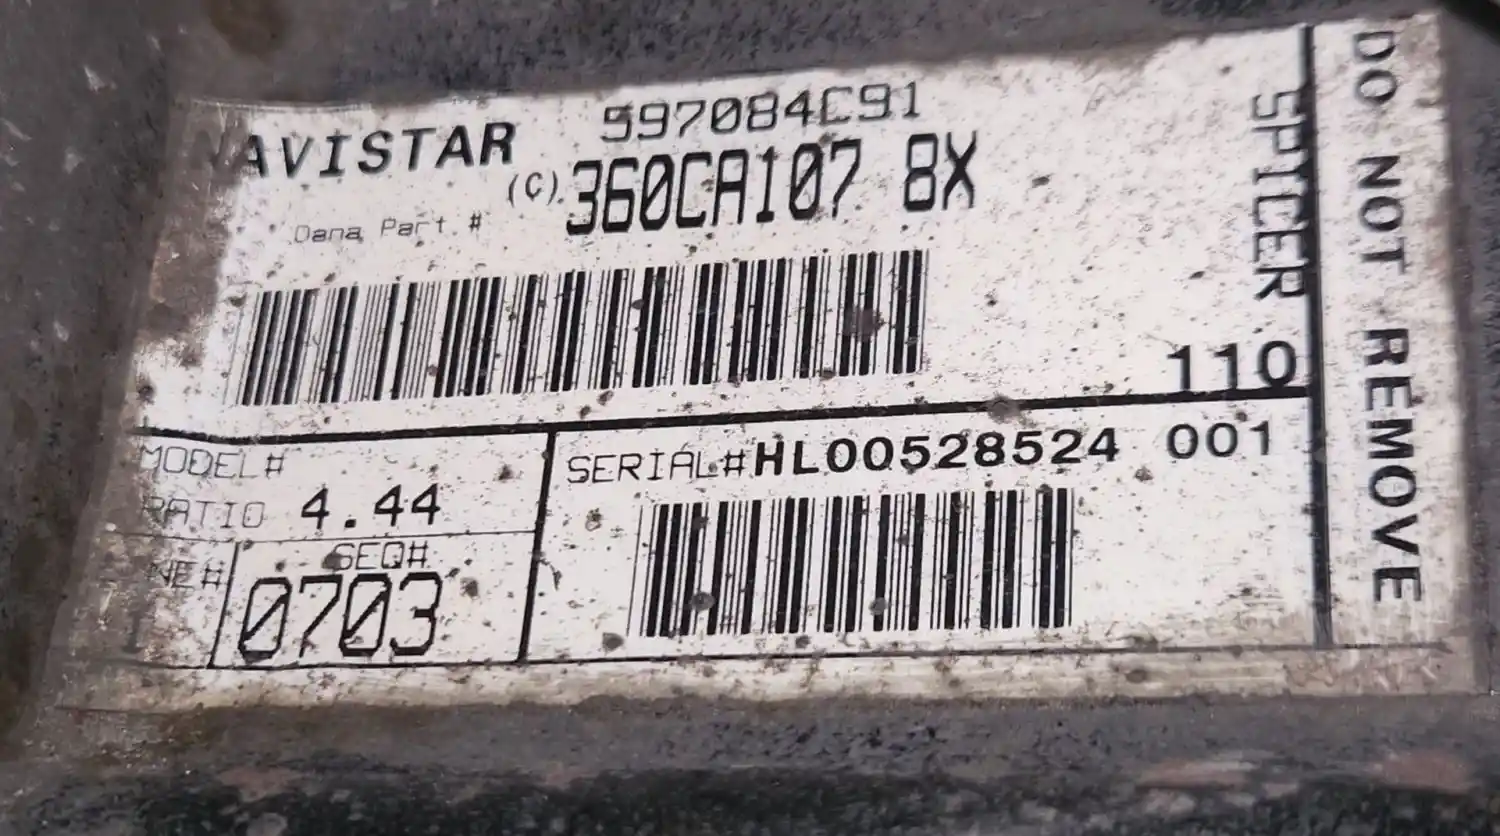 NAVISTAR 597084C91
(C) 360CA107 8X
Dana Part #
SPICER
110
MODEL#
RATIO 4.44
SEQ#
0703
SERIAL# HL00528524 001
DO NOT REMOVE